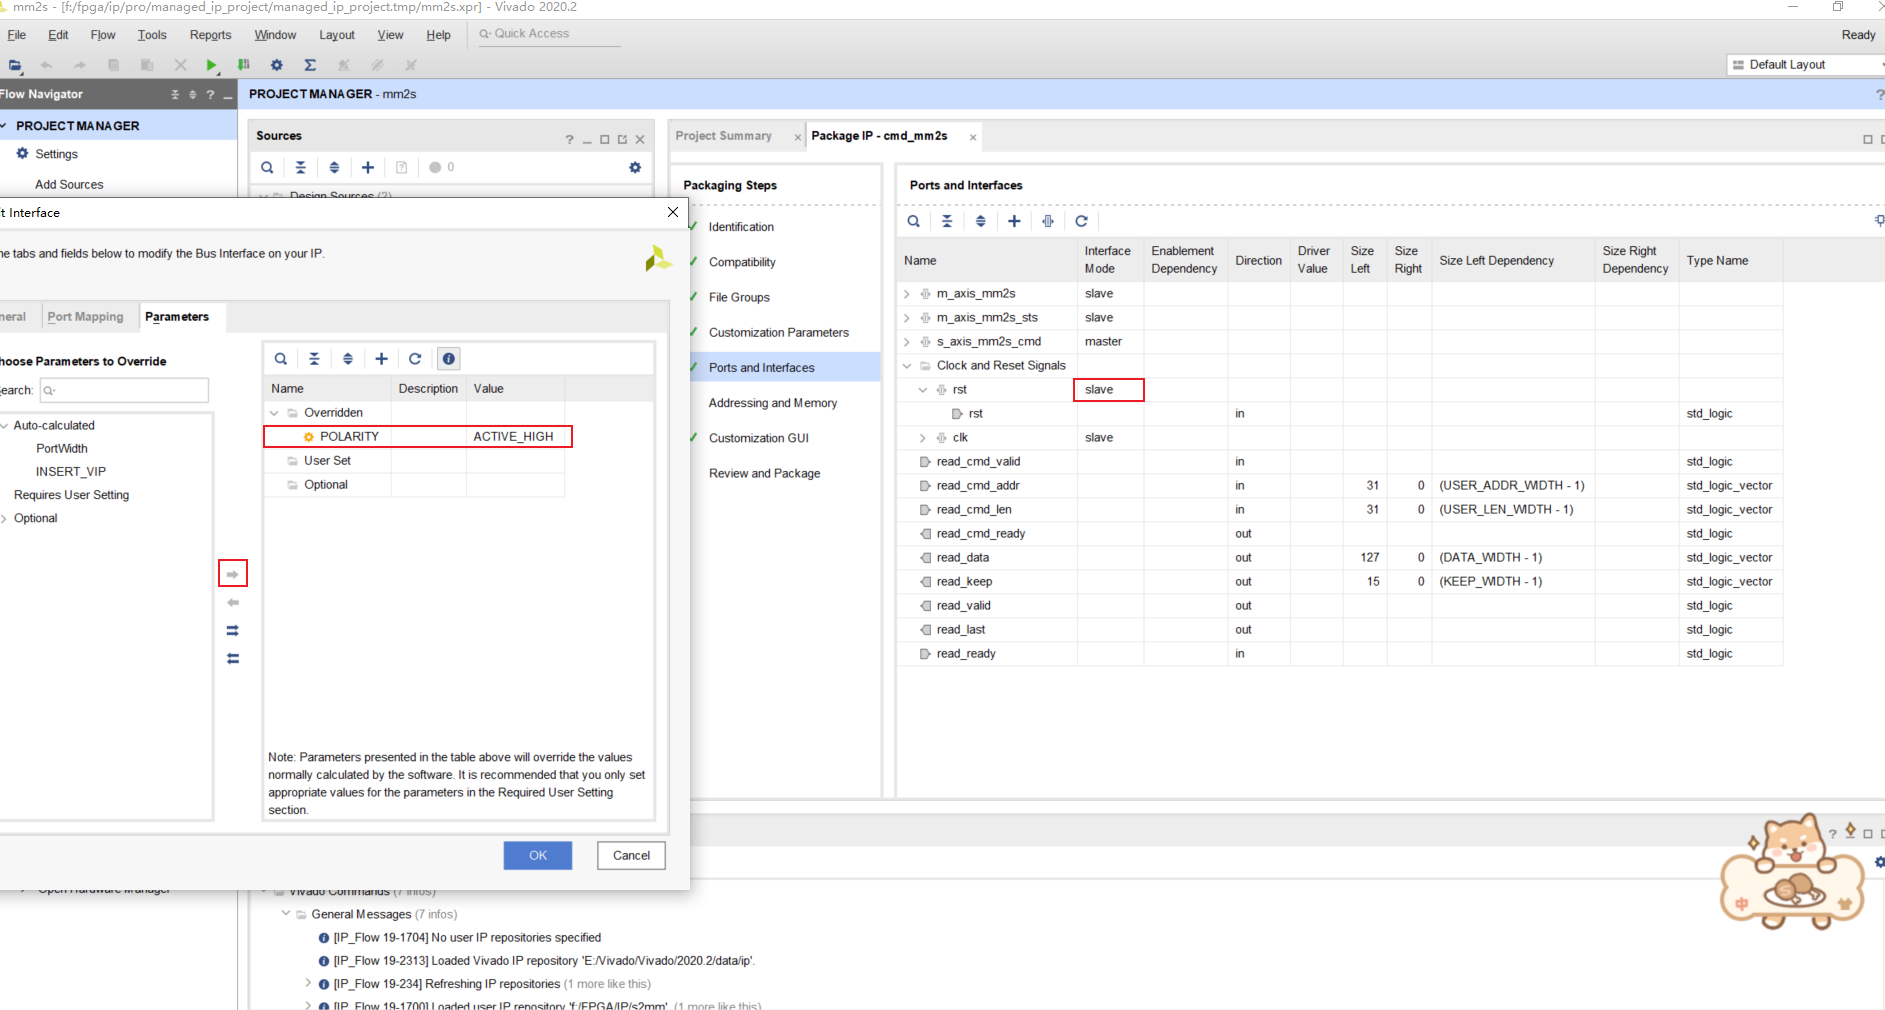 mm2s - [f:/fpga/ip/pro/managed_ip_project/managed_ip_project.tmp/mm2s.xpr] - Vivado 2020.2
File Edit Flow Tools Reports Window Layout View Help Quick Access Ready
Default Layout
Flow Navigator
PROJECT MANAGER
Settings
Add Sources
PROJECT MANAGER - mm2s
Sources
0
Design Sources (2)
t Interface
ne tabs and fields below to modify the Bus Interface on your IP.
neral Port Mapping Parameters
hoose Parameters to Override
earch:
Auto-calculated
PortWidth
INSERT_VIP
Requires User Setting
Optional
Name Description Value
Overridden
POLARITY ACTIVE_HIGH
User Set
Optional
Note: Parameters presented in the table above will override the values
normally calculated by the software. It is recommended that you only set
appropriate values for the parameters in the Required User Setting
section.
OK Cancel
Open Hardware Manager
Project Summary Package IP - cmd_mm2s
Packaging Steps
Identification
Compatibility
File Groups
Customization Parameters
Ports and Interfaces
Addressing and Memory
Customization GUI
Review and Package
Ports and Interfaces
Name Interface Mode Enablement Dependency Direction Driver Value Size Left Size Right Size Left Dependency Size Right Dependency Type Name
m_axis_mm2s slave
m_axis_mm2s_sts slave
s_axis_mm2s_cmd master
Clock and Reset Signals
rst slave
rst in std_logic
clk slave
read_cmd_valid in std_logic
read_cmd_addr in 31 0 (USER_ADDR_WIDTH - 1) std_logic_vector
read_cmd_len in 31 0 (USER_LEN_WIDTH - 1) std_logic_vector
read_cmd_ready out std_logic
read_data out 127 0 (DATA_WIDTH - 1) std_logic_vector
read_keep out 15 0 (KEEP_WIDTH - 1) std_logic_vector
read_valid out std_logic
read_last out std_logic
read_ready in std_logic
Vivado Commands (7 infos)
General Messages (7 infos)
[IP_Flow 19-1704] No user IP repositories specified
[IP_Flow 19-2313] Loaded Vivado IP repository 'E:/Vivado/Vivado/2020.2/data/ip'.
[IP_Flow 19-234] Refreshing IP repositories (1 more like this)
[IP_Flow 19-1700] Loaded user IP repository 'f:/FPGA/IP/s2mm'. (1 more like this)
中